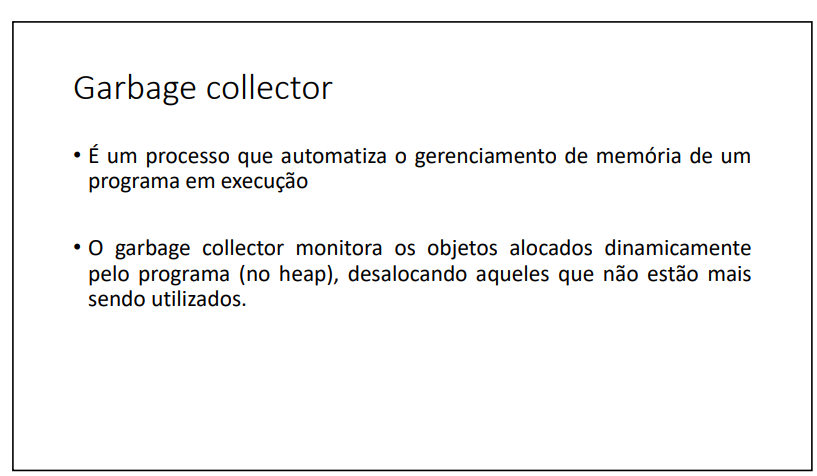 Garbage collector
• É um processo que automatiza o gerenciamento de memória de um
programa em execução
• O garbage collector monitora os objetos alocados dinamicamente
pelo programa (no heap), desalocando aqueles que não estão mais
sendo utilizados.